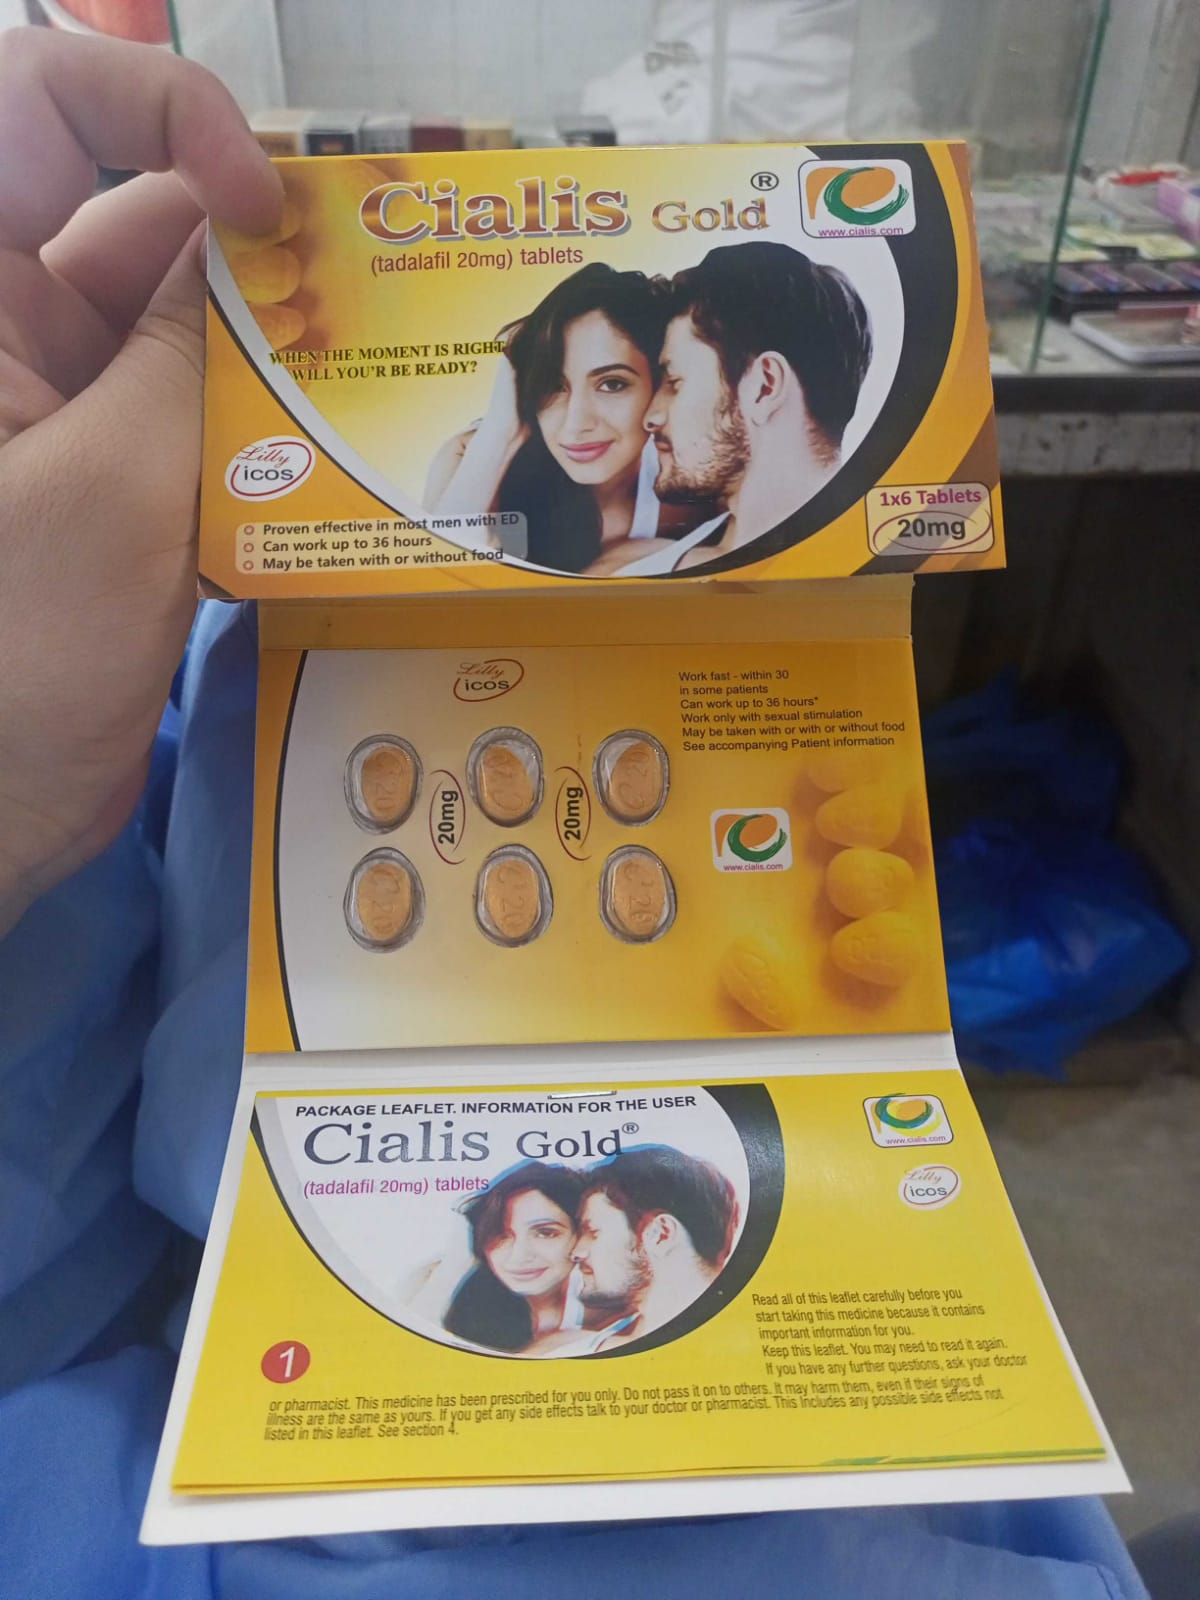 Cialis Gold ®
(tadalafil 20mg) tablets
www.cialis.com
WHEN THE MOMENT IS RIGHT
WILL YOU'R BE READY?
Lilly
icos
Proven effective in most men with ED
Can work up to 36 hours
May be taken with or without food
1x6 Tablets
20mg
Lilly
icos
Work fast - within 30
in some patients
Can work up to 36 hours*
Work only with sexual stimulation
May be taken with or with or without food
See accompanying Patient information
C 20
C 20
C 20
20mg
20mg
C 20
C 20
C 20
www.cialis.com
PACKAGE LEAFLET. INFORMATION FOR THE USER
Cialis Gold®
(tadalafil 20mg) tablets
www.cialis.com
Lilly
icos
Read all of this leaflet carefully before you
start taking this medicine because it contains
important information for you.
Keep this leaflet. You may need to read it again.
If you have any further questions, ask your doctor
1
or pharmacist. This medicine has been prescribed for you only. Do not pass it on to others. It may harm them, even if their signs of
illness are the same as yours. If you get any side effects talk to your doctor or pharmacist. This Includes any possible side effects not
listed in this leaflet. See section 4.